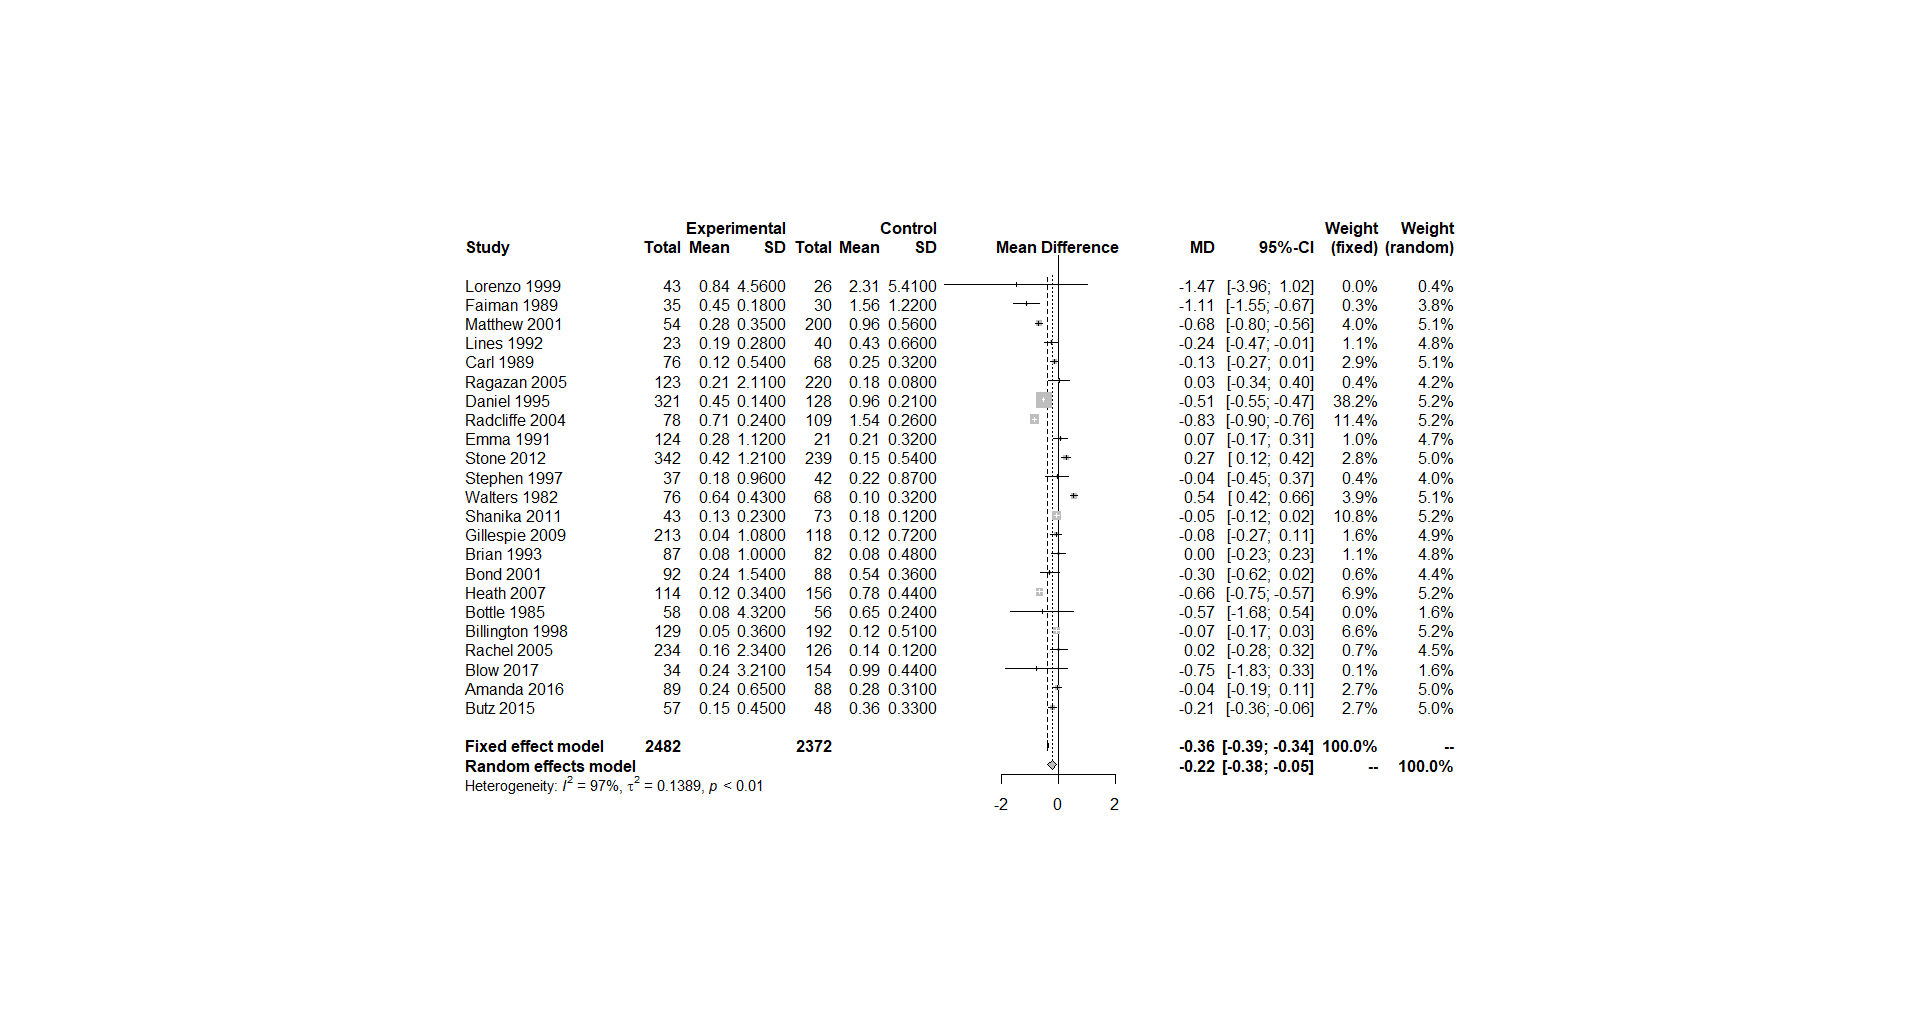 Experimental Control Weight Weight
Study Total Mean SD Total Mean SD Mean Difference MD 95%-CI (fixed) (random)
Lorenzo 1999 43 0.84 4.5600 26 2.31 5.4100 -1.47 [-3.96; 1.02] 0.0% 0.4%
Faiman 1989 35 0.45 0.1800 30 1.56 1.2200 -1.11 [-1.55; -0.67] 0.3% 3.8%
Matthew 2001 54 0.28 0.3500 200 0.96 0.5600 -0.68 [-0.80; -0.56] 4.0% 5.1%
Lines 1992 23 0.19 0.2800 40 0.43 0.6600 -0.24 [-0.47; -0.01] 1.1% 4.8%
Carl 1989 76 0.12 0.5400 68 0.25 0.3200 -0.13 [-0.27; 0.01] 2.9% 5.1%
Ragazan 2005 123 0.21 2.1100 220 0.18 0.0800 0.03 [-0.34; 0.40] 0.4% 4.2%
Daniel 1995 321 0.45 0.1400 128 0.96 0.2100 -0.51 [-0.55; -0.47] 38.2% 5.2%
Radcliffe 2004 78 0.71 0.2400 109 1.54 0.2600 -0.83 [-0.90; -0.76] 11.4% 5.2%
Emma 1991 124 0.28 1.1200 21 0.21 0.3200 0.07 [-0.17; 0.31] 1.0% 4.7%
Stone 2012 342 0.42 1.2100 239 0.15 0.5400 0.27 [ 0.12; 0.42] 2.8% 5.0%
Stephen 1997 37 0.18 0.9600 42 0.22 0.8700 -0.04 [-0.45; 0.37] 0.4% 4.0%
Walters 1982 76 0.64 0.4300 68 0.10 0.3200 0.54 [ 0.42; 0.66] 3.9% 5.1%
Shanika 2011 43 0.13 0.2300 73 0.18 0.1200 -0.05 [-0.12; 0.02] 10.8% 5.2%
Gillespie 2009 213 0.04 1.0800 118 0.12 0.7200 -0.08 [-0.27; 0.11] 1.6% 4.9%
Brian 1993 87 0.08 1.0000 82 0.08 0.4800 0.00 [-0.23; 0.23] 1.1% 4.8%
Bond 2001 92 0.24 1.5400 88 0.54 0.3600 -0.30 [-0.62; 0.02] 0.6% 4.4%
Heath 2007 114 0.12 0.3400 156 0.78 0.4400 -0.66 [-0.75; -0.57] 6.9% 5.2%
Bottle 1985 58 0.08 4.3200 56 0.65 0.2400 -0.57 [-1.68; 0.54] 0.0% 1.6%
Billington 1998 129 0.05 0.3600 192 0.12 0.5100 -0.07 [-0.17; 0.03] 6.6% 5.2%
Rachel 2005 234 0.16 2.3400 126 0.14 0.1200 0.02 [-0.28; 0.32] 0.7% 4.5%
Blow 2017 34 0.24 3.2100 154 0.99 0.4400 -0.75 [-1.83; 0.33] 0.1% 1.6%
Amanda 2016 89 0.24 0.6500 88 0.28 0.3100 -0.04 [-0.19; 0.11] 2.7% 5.0%
Butz 2015 57 0.15 0.4500 48 0.36 0.3300 -0.21 [-0.36; -0.06] 2.7% 5.0%
Fixed effect model 2482 2372 -0.36 [-0.39; -0.34] 100.0% --
Random effects model -0.22 [-0.38; -0.05] -- 100.0%
Heterogeneity: I² = 97%, τ² = 0.1389, p < 0.01
-2 0 2